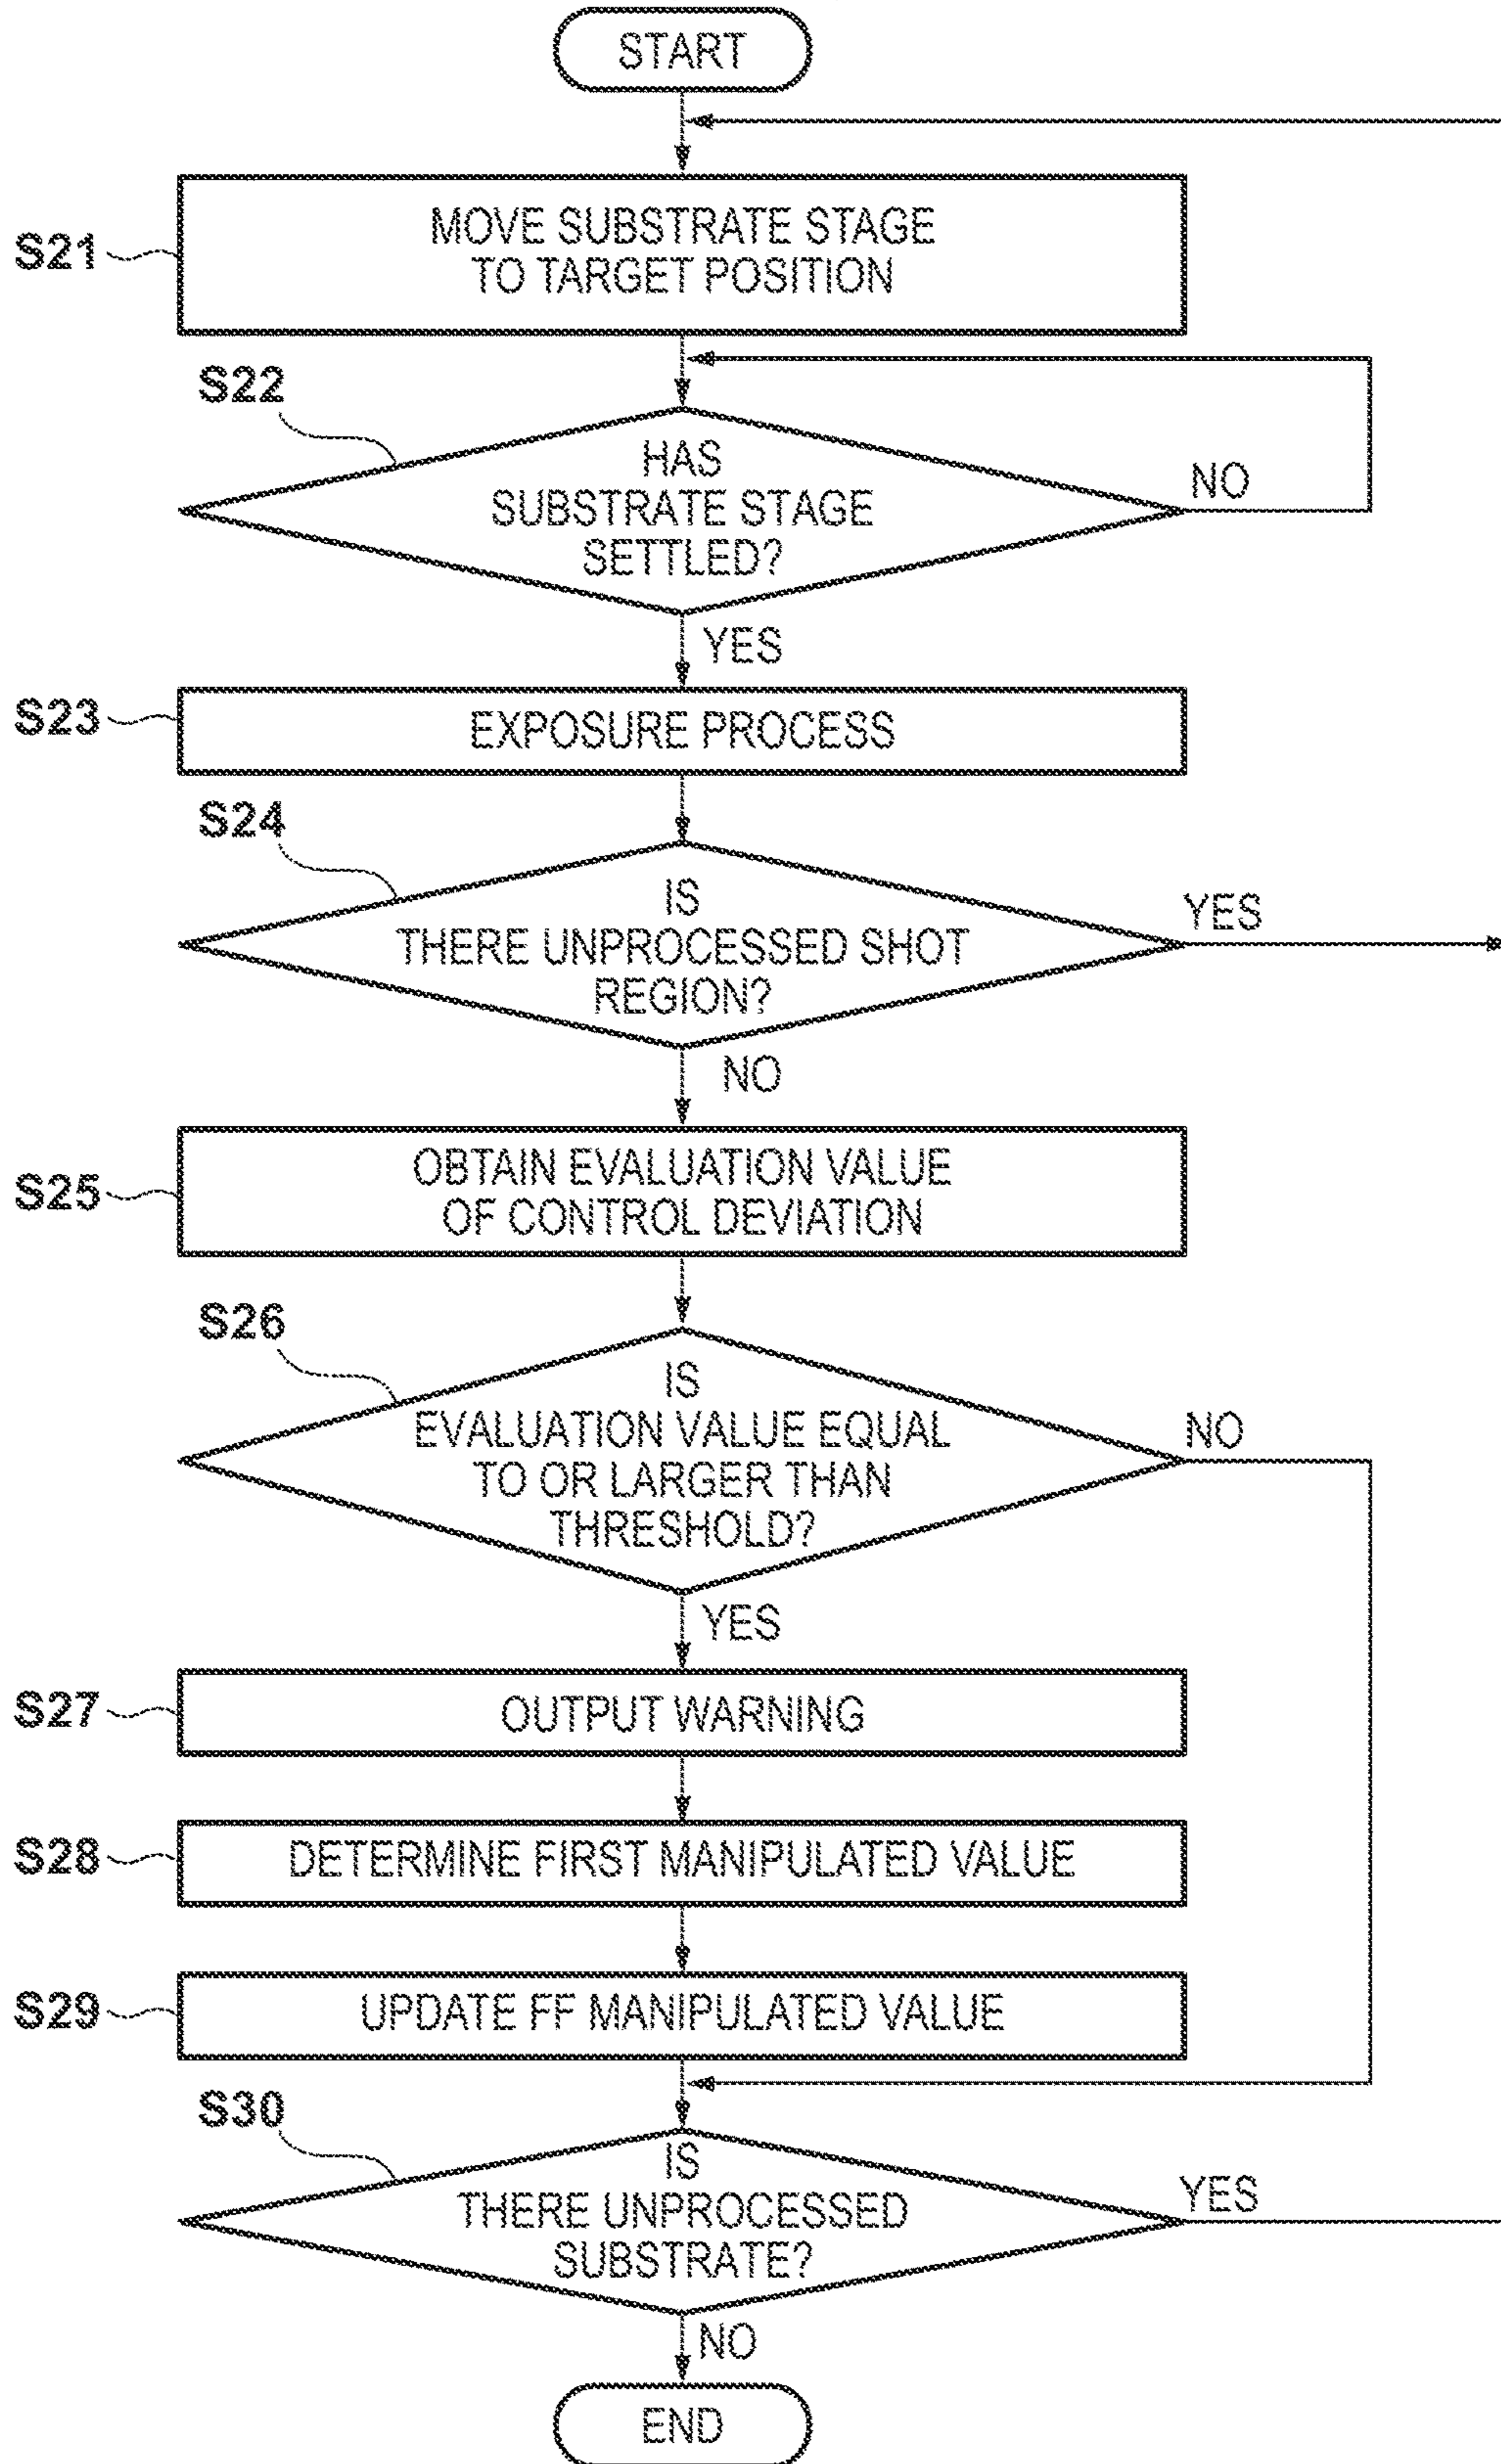 START
S21
MOVE SUBSTRATE STAGE
TO TARGET POSITION
S22
HAS
SUBSTRATE STAGE
SETTLED?
NO
YES
S23
EXPOSURE PROCESS
S24
IS
THERE UNPROCESSED SHOT
REGION?
YES
NO
S25
OBTAIN EVALUATION VALUE
OF CONTROL DEVIATION
S26
IS
EVALUATION VALUE EQUAL
TO OR LARGER THAN
THRESHOLD?
NO
YES
S27
OUTPUT WARNING
S28
DETERMINE FIRST MANIPULATED VALUE
S29
UPDATE FF MANIPULATED VALUE
S30
IS
THERE UNPROCESSED
SUBSTRATE?
YES
NO
END